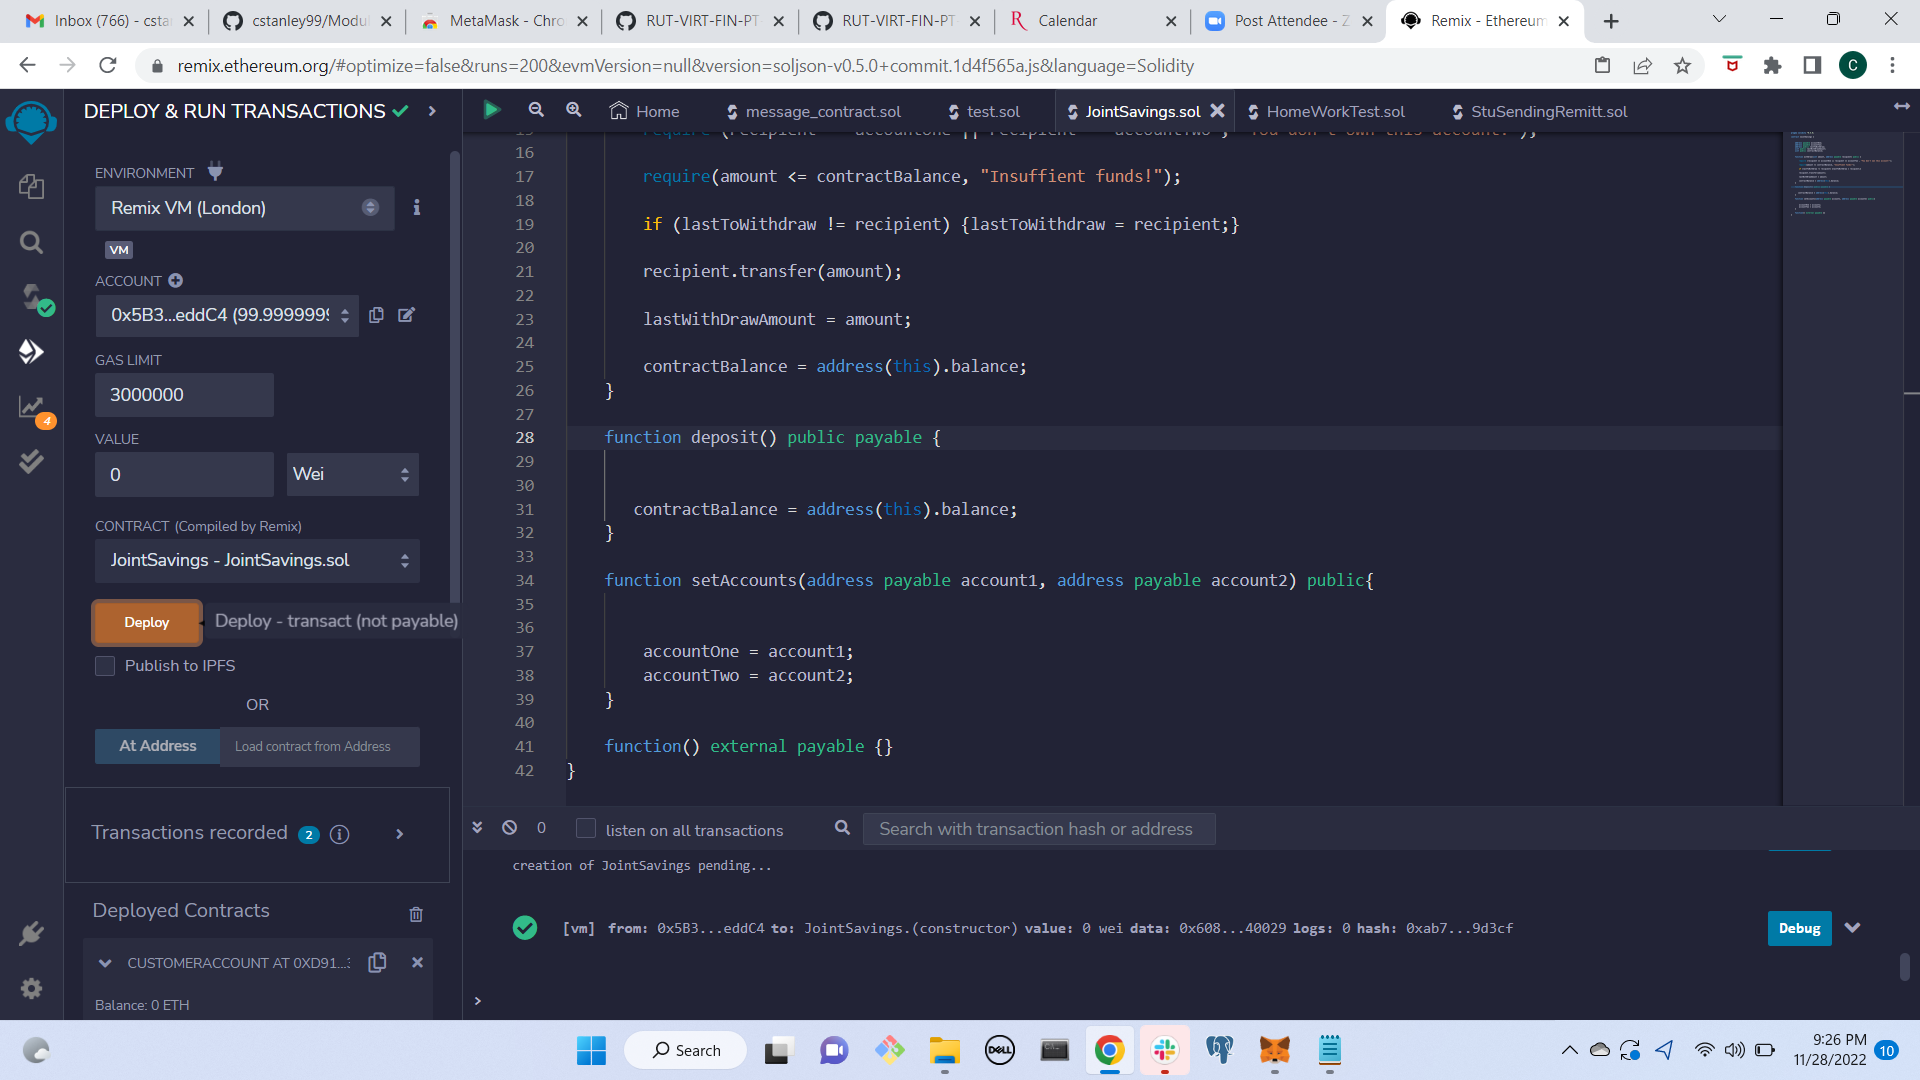 Inbox (766) - csta
cstanley99/Modul
MetaMask - Chro
RUT-VIRT-FIN-PT-
RUT-VIRT-FIN-PT-
Calendar
Post Attendee - Z
Remix - Ethereum
remix.ethereum.org/#optimize=false&runs=200&evmVersion=null&version=soljson-v0.5.0+commit.1d4f565a.js&language=Solidity
C
DEPLOY & RUN TRANSACTIONS
Home
message_contract.sol
test.sol
JointSavings.sol
HomeWorkTest.sol
StuSendingRemitt.sol
ENVIRONMENT
Remix VM (London)
VM
ACCOUNT
0x5B3...eddC4 (99.9999999
GAS LIMIT
3000000
VALUE
0
Wei
CONTRACT (Compiled by Remix)
JointSavings - JointSavings.sol
Deploy
Deploy - transact (not payable)
Publish to IPFS
OR
At Address
Load contract from Address
Transactions recorded 2
Deployed Contracts
CUSTOMERACCOUNT AT 0XD91...
Balance: 0 ETH
4
16
17 require(amount <= contractBalance, "Insuffient funds!");
18
19 if (lastToWithdraw != recipient) {lastToWithdraw = recipient;}
20
21 recipient.transfer(amount);
22
23 lastWithDrawAmount = amount;
24
25 contractBalance = address(this).balance;
26 }
27
28 function deposit() public payable {
29
30
31 contractBalance = address(this).balance;
32 }
33
34 function setAccounts(address payable account1, address payable account2) public{
35
36
37 accountOne = account1;
38 accountTwo = account2;
39 }
40
41 function() external payable {}
42 }
0
listen on all transactions
Search with transaction hash or address
creation of JointSavings pending...
[vm] from: 0x5B3...eddC4 to: JointSavings.(constructor) value: 0 wei data: 0x608...40029 logs: 0 hash: 0xab7...9d3cf
Debug
>
Search
DELL
9:26 PM
11/28/2022
10